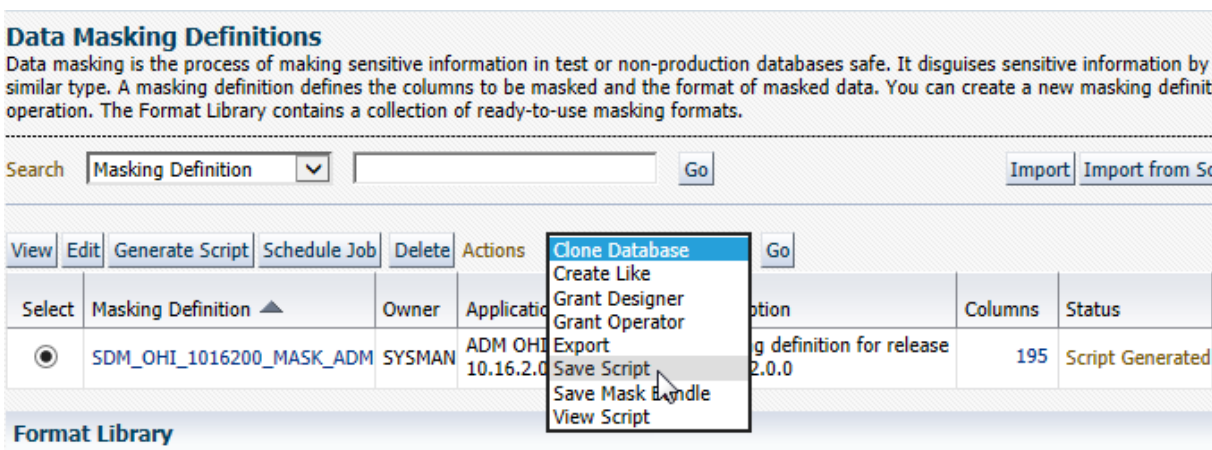 Data Masking Definitions
Data masking is the process of making sensitive information in test or non-production databases safe. It disguises sensitive information by
similar type. A masking definition defines the columns to be masked and the format of masked data. You can create a new masking definit
operation. The Format Library contains a collection of ready-to-use masking formats.
Search Masking Definition Go Import Import from Sc
View Edit Generate Script Schedule Job Delete Actions Clone Database Go
Create Like
Grant Designer
Grant Operator
Export
Save Script
Save Mask Bundle
View Script
Select Masking Definition Owner Applicatio ption Columns Status
SDM_OHI_1016200_MASK_ADM SYSMAN ADM OHI g definition for release 195 Script Generated
10.16.2.0 2.0.0
Format Library